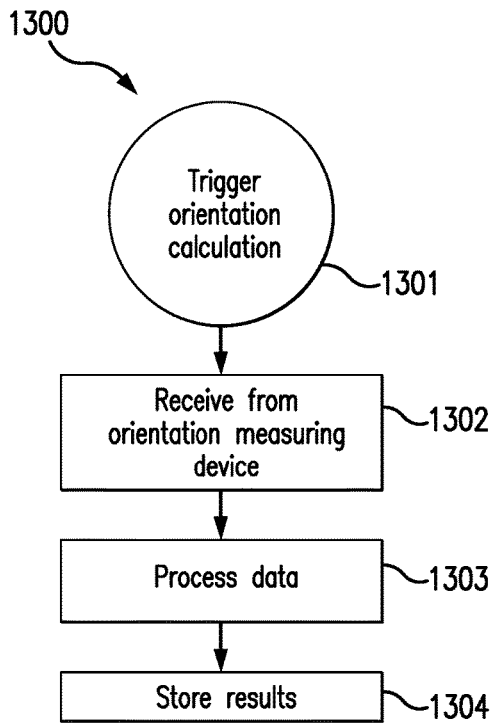 1300
Trigger
orientation
calculation
1301
Receive from
orientation measuring
device
1302
Process data
1303
Store results
1304